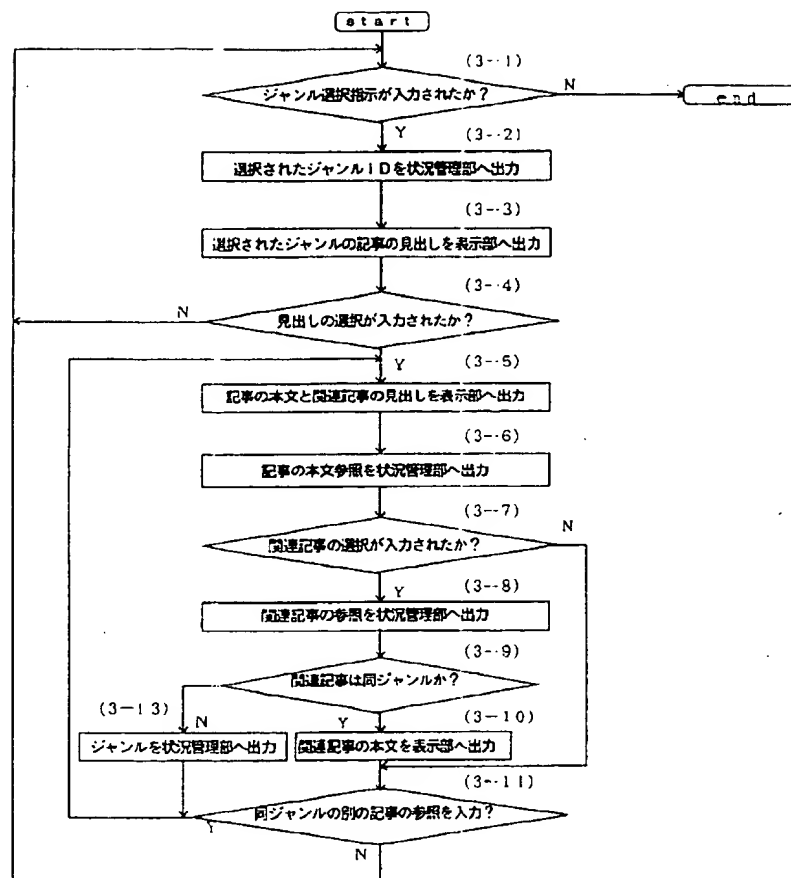 start
(3-1)
ジャンル選択指示が入力されたか？
N
end
Y
(3-2)
選択されたジャンルIDを状況管理部へ出力
(3-3)
選択されたジャンルの記事の見出しを表示部へ出力
(3-4)
N
見出しの選択が入力されたか？
Y
(3-5)
記事の本文と関連記事の見出しを表示部へ出力
(3-6)
記事の本文参照を状況管理部へ出力
(3-7)
N
関連記事の選択が入力されたか？
Y
(3-8)
関連記事の参照を状況管理部へ出力
(3-9)
関連記事は同ジャンルか？
(3-13)
N
Y
(3-10)
ジャンルを状況管理部へ出力
関連記事の本文を表示部へ出力
(3-11)
同ジャンルの別の記事の参照を入力？
Y
N